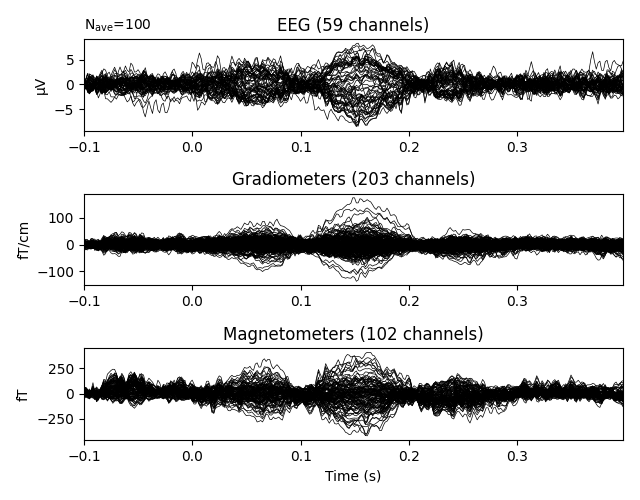 N_ave=100
EEG (59 channels)
µV
5
0
−5
−0.1 0.0 0.1 0.2 0.3
Gradiometers (203 channels)
fT/cm
100
0
−100
−0.1 0.0 0.1 0.2 0.3
Magnetometers (102 channels)
fT
250
0
−250
−0.1 0.0 0.1 0.2 0.3
Time (s)